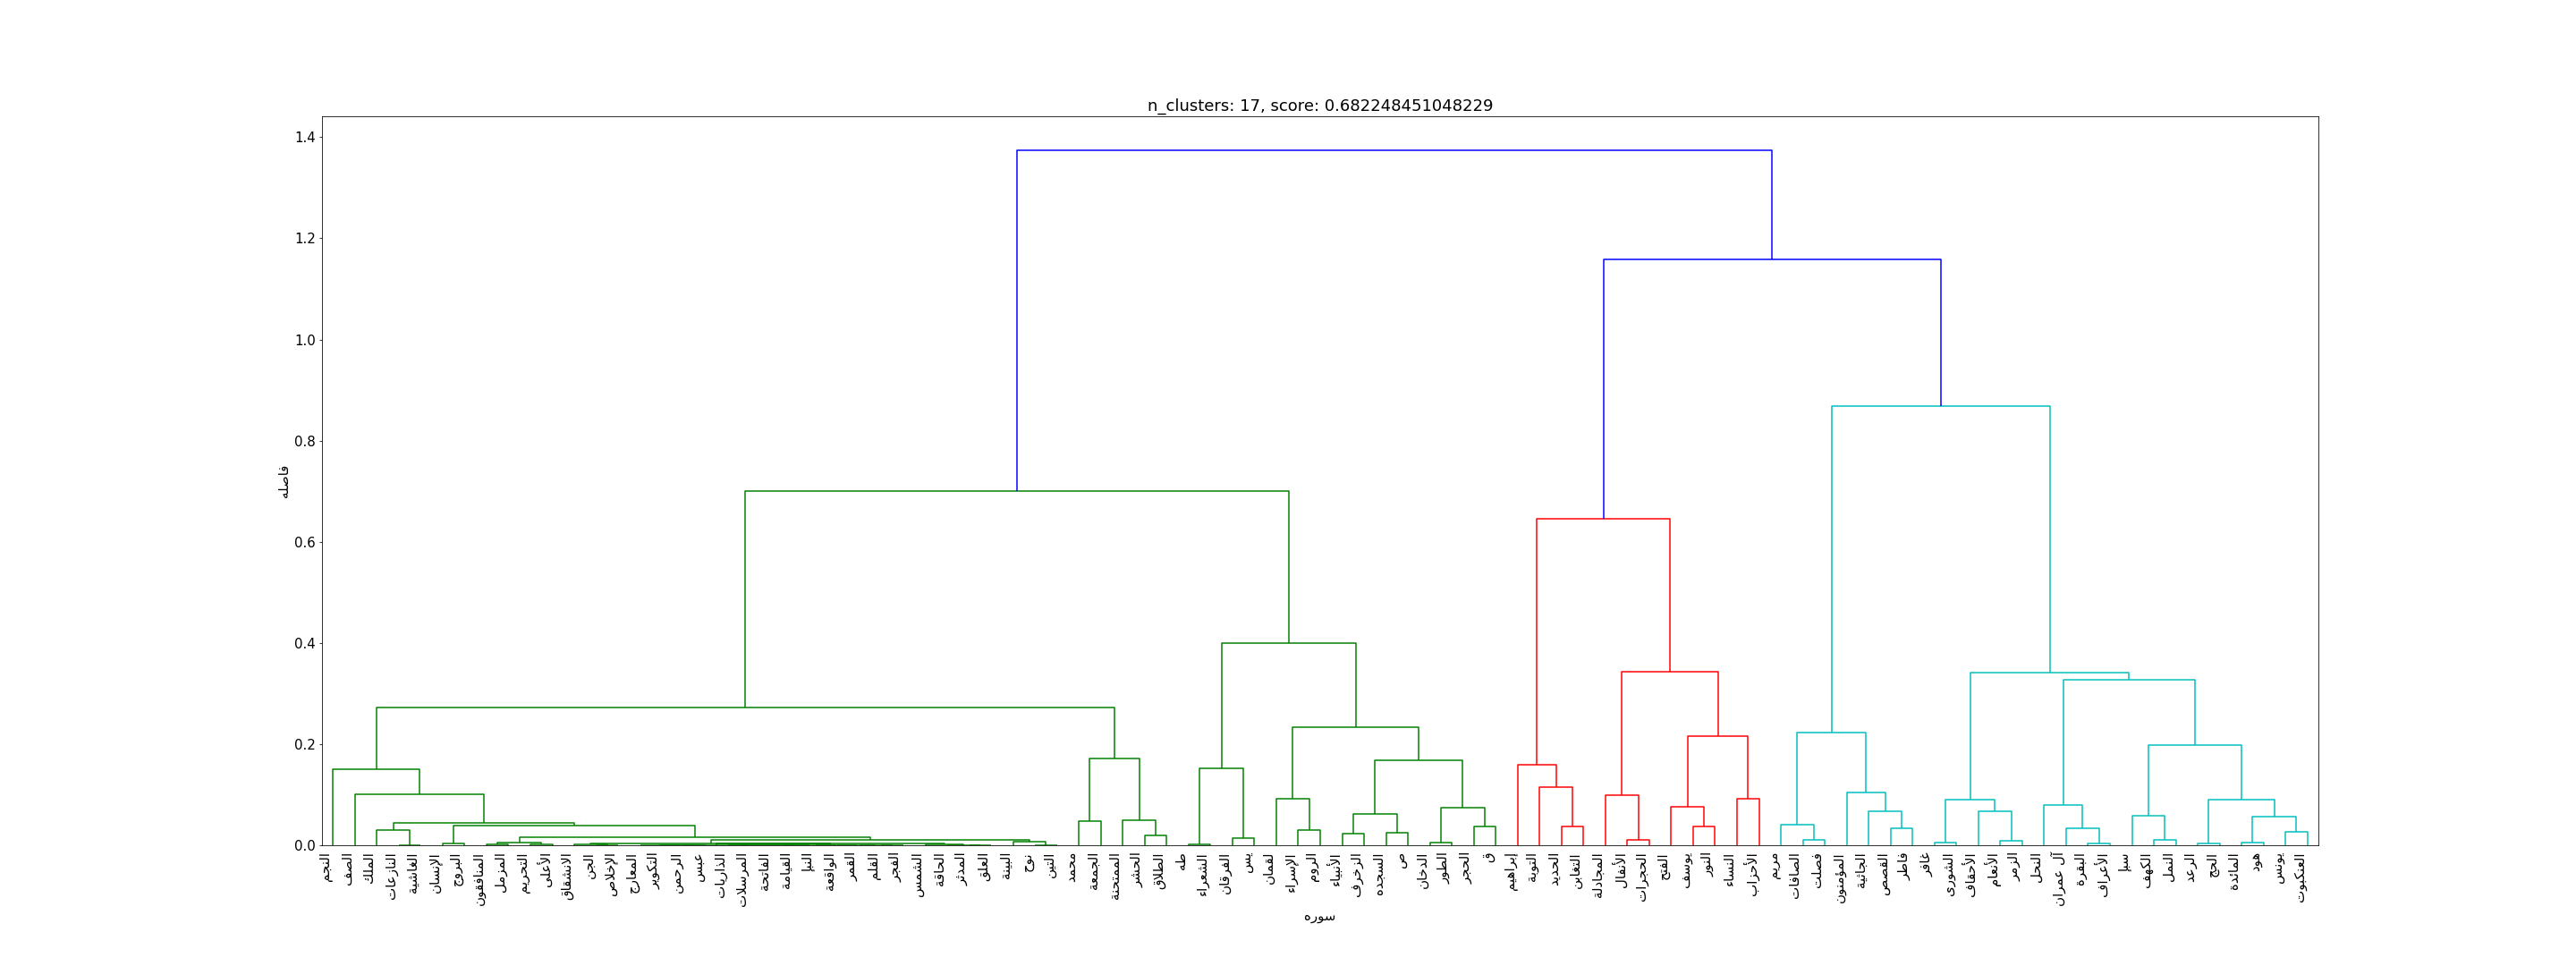 n_clusters: 17, score: 0.682248451048229
1.4
1.2
1.0
0.8
0.6
0.4
0.2
0.0
فاصله
النجم
الصف
الملك
النازعات
الغاشية
الإنسان
البروج
المنافقون
المزمل
التحريم
الأعلى
الانشقاق
الجن
الإخلاص
المعارج
التكوير
الرحمن
عبس
الذاريات
المرسلات
الفاتحة
القيامة
النبإ
الواقعة
القمر
القلم
الفجر
الشمس
الحاقة
المدثر
العلق
البينة
نوح
التين
محمد
الجمعة
الممتحنة
الحشر
الطلاق
طه
الشعراء
الفرقان
يس
لقمان
الإسراء
الروم
الأنبياء
الزخرف
السجده
ص
الدخان
الطور
الحجر
ق
إبراهيم
التوبة
الحديد
التغابن
المجادلة
الأنفال
الحجرات
الفتح
يوسف
النور
النساء
الأحزاب
مريم
الصافات
فصلت
المؤمنون
الجاثية
القصص
فاطر
غافر
الشورى
الأحقاف
الأنعام
الزمر
النحل
آل عمران
البقرة
الأعراف
سبإ
الكهف
النمل
الرعد
الحج
المائدة
هود
يونس
العنكبوت
سوره